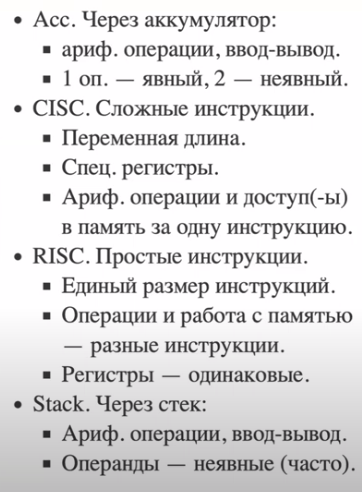 • Acc. Через аккумулятор:
▪ ариф. операции, ввод-вывод.
▪ 1 оп. — явный, 2 — неявный.
• CISC. Сложные инструкции.
▪ Переменная длина.
▪ Спец. регистры.
▪ Ариф. операции и доступ(-ы)
в память за одну инструкцию.
• RISC. Простые инструкции.
▪ Единый размер инструкций.
▪ Операции и работа с памятью
— разные инструкции.
▪ Регистры — одинаковые.
• Stack. Через стек:
▪ Ариф. операции, ввод-вывод.
▪ Операнды — неявные (часто).